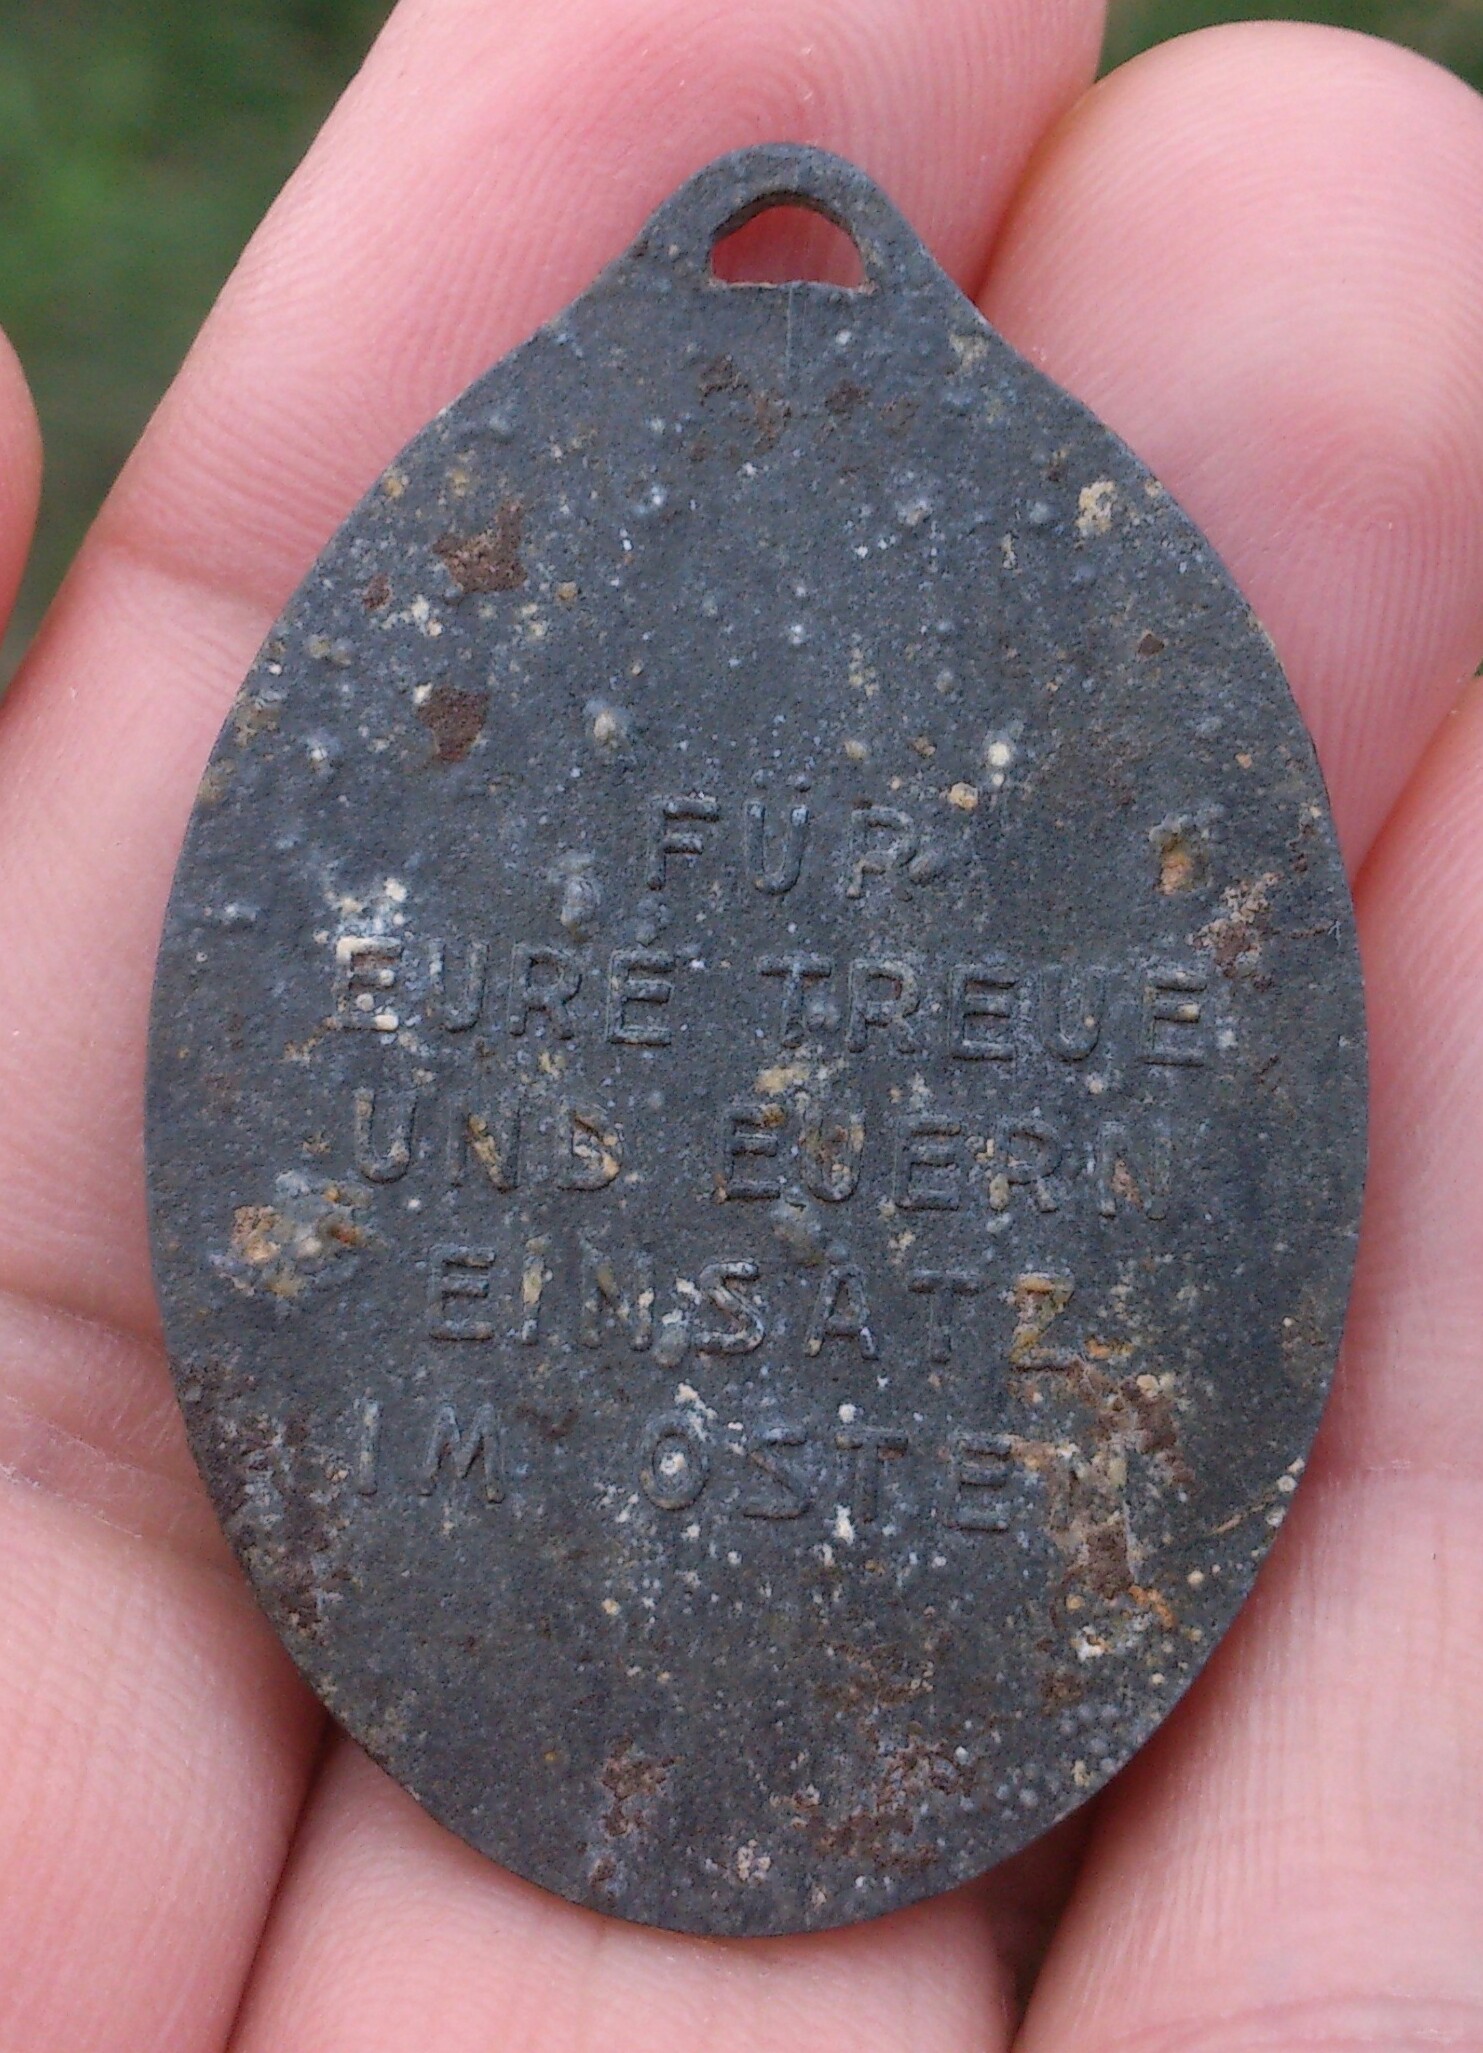 FÜR
EURE TREUE
UND EUERN
EINSATZ
IM OSTEN